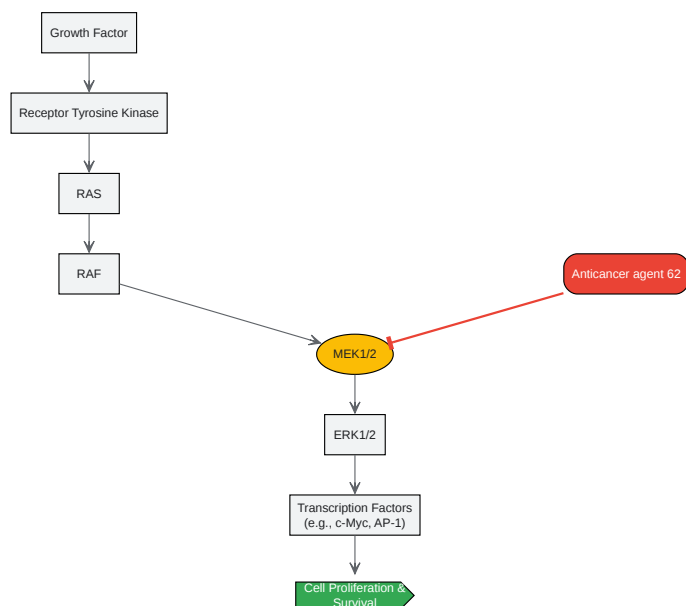 Growth Factor
Receptor Tyrosine Kinase
RAS
RAF
Anticancer agent 62
MEK1/2
ERK1/2
Transcription Factors
(e.g., c-Myc, AP-1)
Cell Proliferation &
Survival